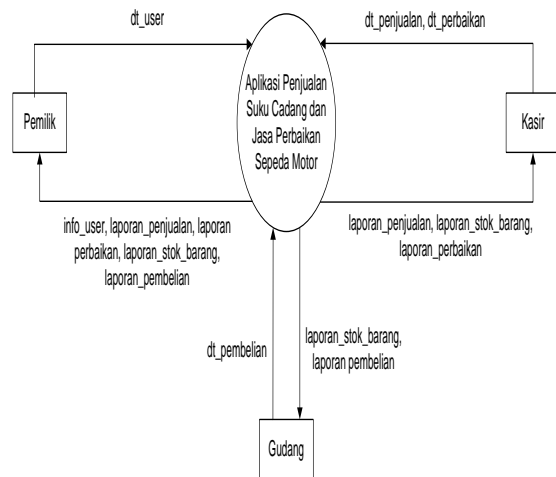 dt_user
dt_penjualan, dt_perbaikan
Aplikasi Penjualan
Suku Cadang dan
Jasa Perbaikan
Sepeda Motor
Pemilik
Kasir
info_user, laporan_penjualan, laporan
perbaikan, laporan_stok_barang,
laporan_pembelian
laporan_penjualan, laporan_stok_barang,
laporan_perbaikan
dt_pembelian
laporan_stok_barang,
laporan pembelian
Gudang